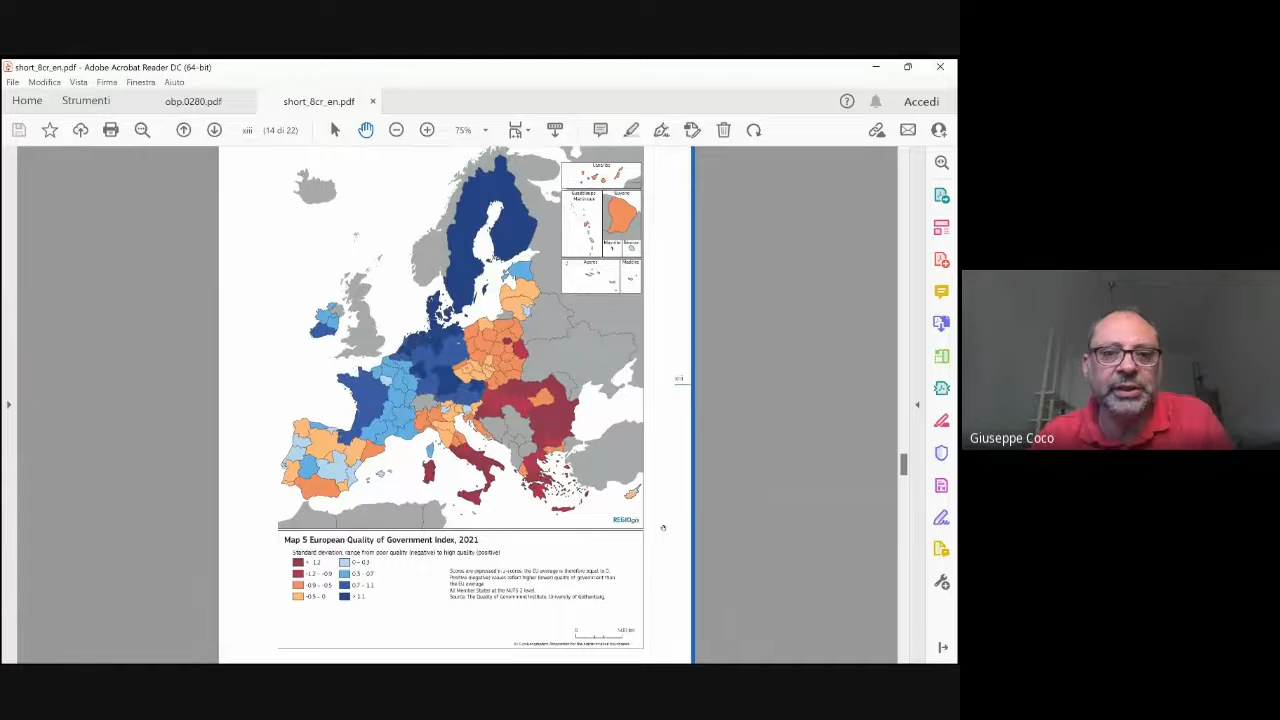 short_8cr_en.pdf - Adobe Acrobat Reader DC (64-bit)
File Modifica Vista Firma Finestra Aiuto
Home Strumenti obp.0280.pdf short_8cr_en.pdf Accedi
xiii (14 di 22) 75%
Canarias
Guadeloupe Martinique Guyane
Mayotte Réunion
Açores Madeira
xiii
REGIOgis
Map 5 European Quality of Government Index, 2021
Standard deviation, range from poor quality (negative) to high quality (positive)
< -1.2 0 – 0.3
-1.2 – -0.9 0.3 – 0.7
-0.9 – -0.5 0.7 – 1.1
-0.5 – 0 > 1.1
Scores are expressed in z-scores, the EU average is therefore equal to 0.
Positive (negative) values reflect higher (lower) quality of government than
the EU average
All Member States at the NUTS 2 level.
Source: The Quality of Government Institute, University of Gothenburg.
0
Giuseppe Coco